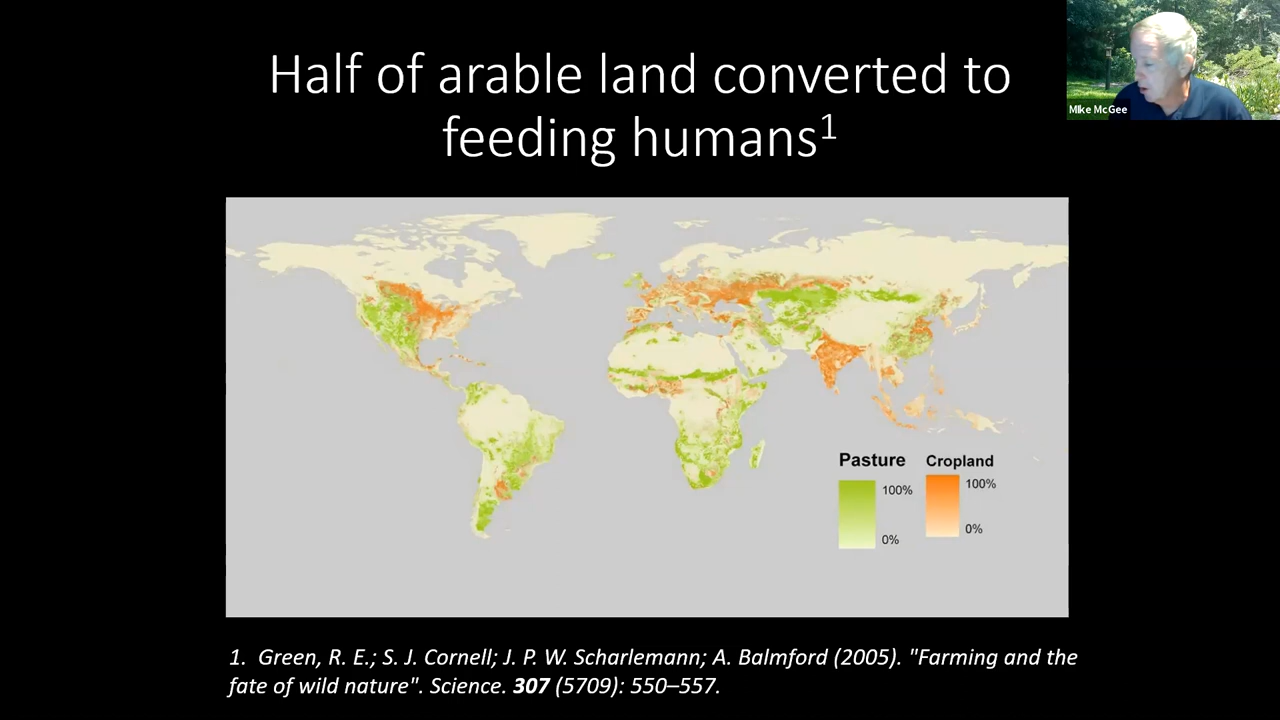 Half of arable land converted to
feeding humans1
MIke McGee
Pasture
Cropland
100%
0%
100%
0%
1. Green, R. E.; S. J. Cornell; J. P. W. Scharlemann; A. Balmford (2005). "Farming and the
fate of wild nature". Science. 307 (5709): 550–557.